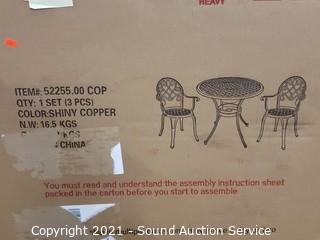 HEAVY
ITEM#: 52255.00 COP
QTY: 1 SET (3 PCS)
COLOR:SHINY COPPER
N.W: 16.5 KGS
KGS
CHINA
You must read and understand the assembly instruction sheet
packed in the carton before you start to assemble
Copyright 2021 - Sound Auction Service